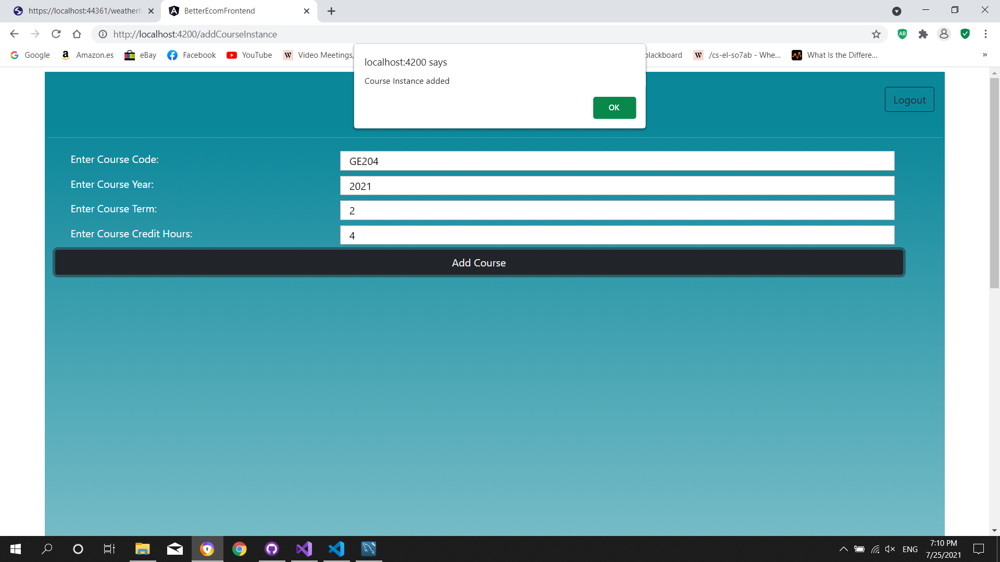 https://localhost:44361/weatherf
BetterEcomFrontend
http://localhost:4200/addCourseInstance
AB
Google
Amazon.es
eBay
Facebook
YouTube
Video Meetings,
blackboard
/cs-el-so7ab - Whe...
What Is the Differe...
»
localhost:4200 says
Course Instance added
OK
Logout
Enter Course Code:
GE204
Enter Course Year:
2021
Enter Course Term:
2
Enter Course Credit Hours:
4
Add Course
ENG
7:10 PM
7/25/2021